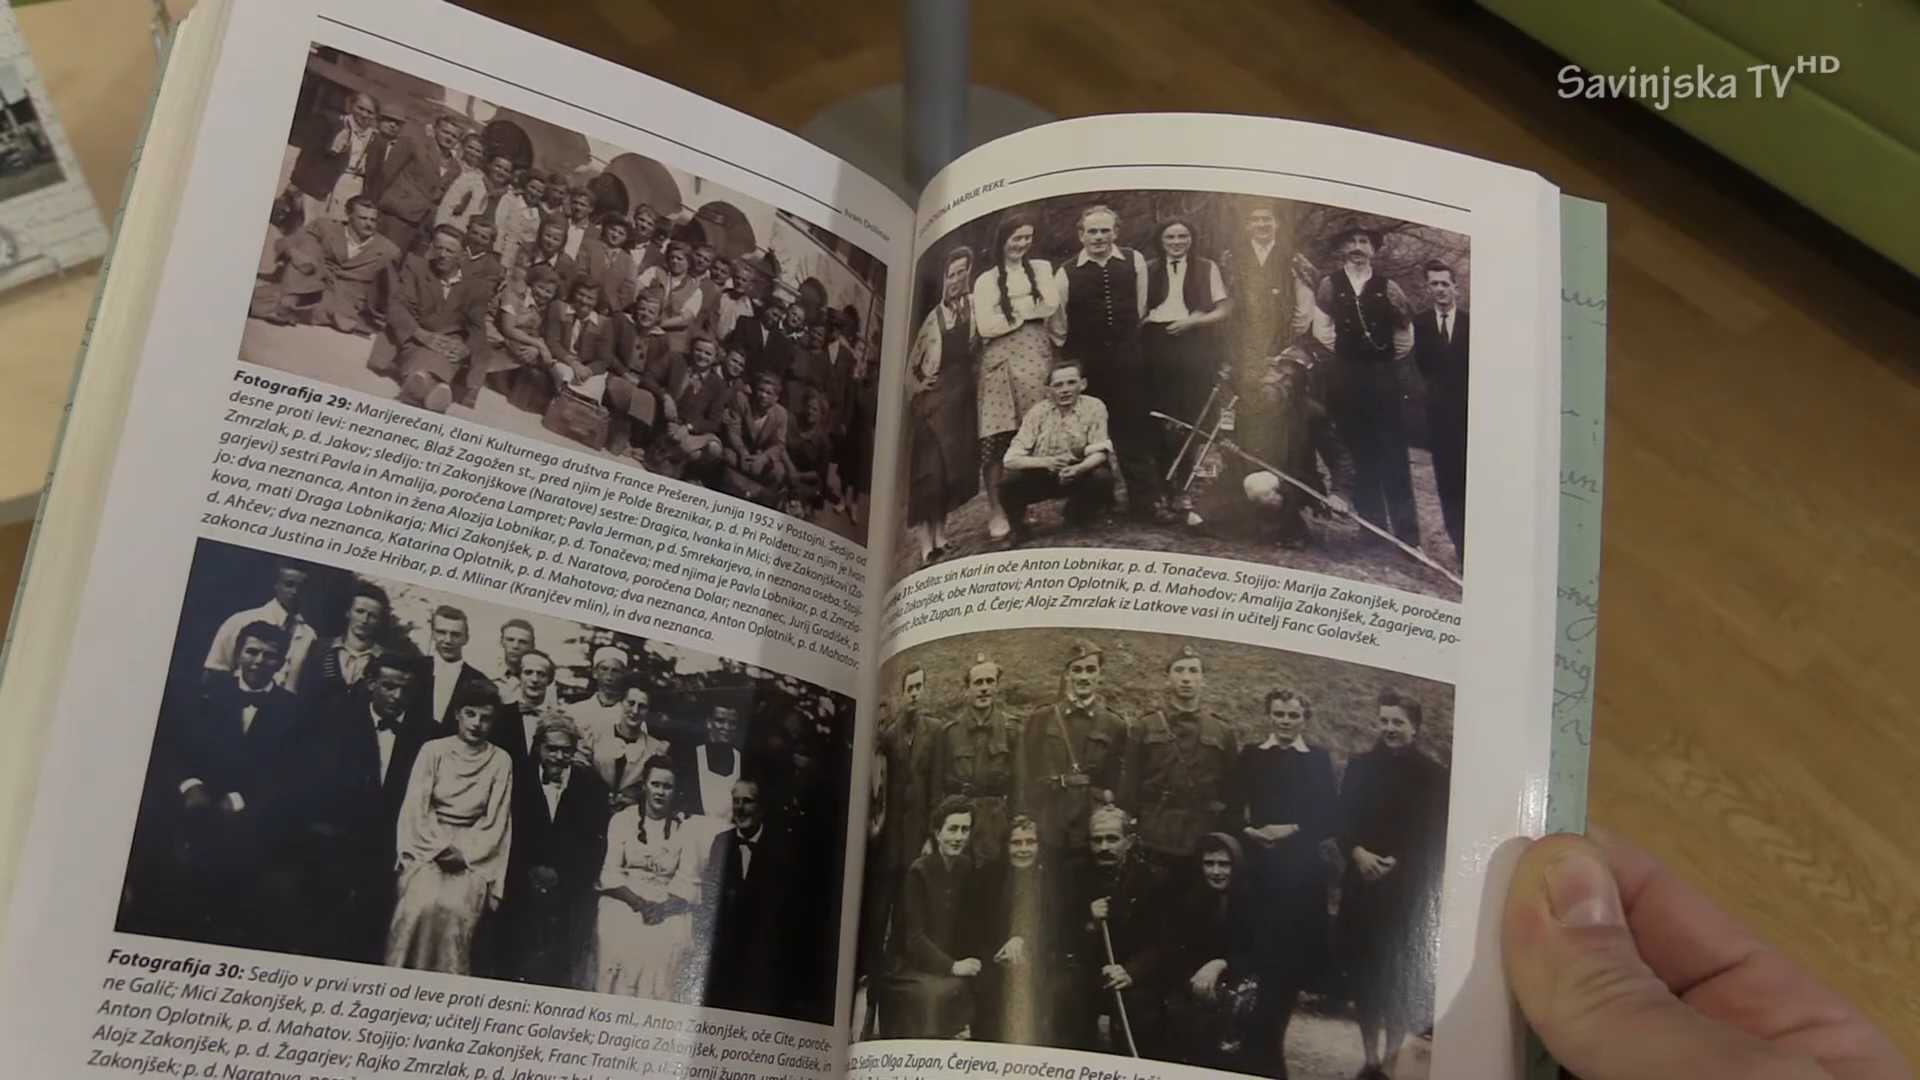 Savinjska TV HD
Ivan Dolinar
Fotografija 29: Marijerečani, člani Kulturnega društva France Prešeren, junija 1952 v Postojni. Sedijo od
desne proti levi: neznanec, Blaž Zagožen st., pred njim je Polde Breznikar, p. d. Pri Poldetu; za njim je Ivan
Zmrzlak, p. d. Jakov; sledijo: tri Zakonjškove (Naratove) sestre: Dragica, Ivanka in Mici; dve Zakonjškovi (Ža-
garjevi) sestri Pavla in Amalija, poročena Lampret; Pavla Jerman, p d. Smrekarjeva, in neznana oseba. Stoji-
jo: dva neznanca, Anton in žena Alozija Lobnikar, p. d. Tonačeva; med njima je Pavla Lobnikar, p. d. Zmrzla-
kova, mati Draga Lobnikarja; Mici Zakonjšek, p. d. Naratova, poročena Dolar; neznanec, Jurij Gradišek, p.
d. Ahčev; dva neznanca, Katarina Oplotnik, p. d. Mahotova; dva neznanca, Anton Oplotnik, p. d. Mahotov;
zakonca Justina in Jože Hribar, p. d. Mlinar (Kranjčev mlin), in dva neznanca.
Fotografija 30: Sedijo v prvi vrsti od leve proti desni: Konrad Kos ml., Anton Zakonjšek, oče Cite, poroče-
ne Galič; Mici Zakonjšek, p. d. Žagarjeva; učitelj Franc Golavšek; Dragica Zakonjšek, poročena Gradišek, in
Anton Oplotnik, p. d. Mahatov. Stojijo: Ivanka Zakonjšek, Franc Tratnik, p. d. Zgornji župan,
Alojz Zakonjšek, p. d. Žagarjev; Rajko Zmrzlak, p. d. Jakov;
Zakonjšek; p. d. Naratova,
MARIJE REKE
31: Sedita: sin Karl in oče Anton Lobnikar, p. d. Tonačeva. Stojijo: Marija Zakonjšek, poročena
Zakonjšek, obe Naratovi; Anton Oplotnik, p. d. Mahodov; Amalija Zakonjšek, Žagarjeva, po-
Jože Zupan, p. d. Čerje; Alojz Zmrzlak iz Latkove vasi in učitelj Fanc Golavšek.
Sedijo: Olga Zupan, Čerjeva, poročena Petek;